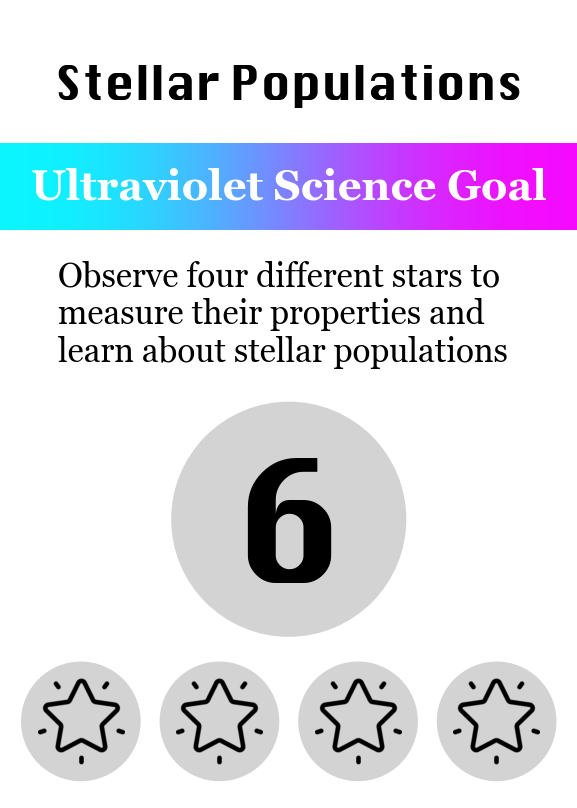 Stellar Populations
Ultraviolet Science Goal
Observe four different stars to
measure their properties and
learn about stellar populations
6